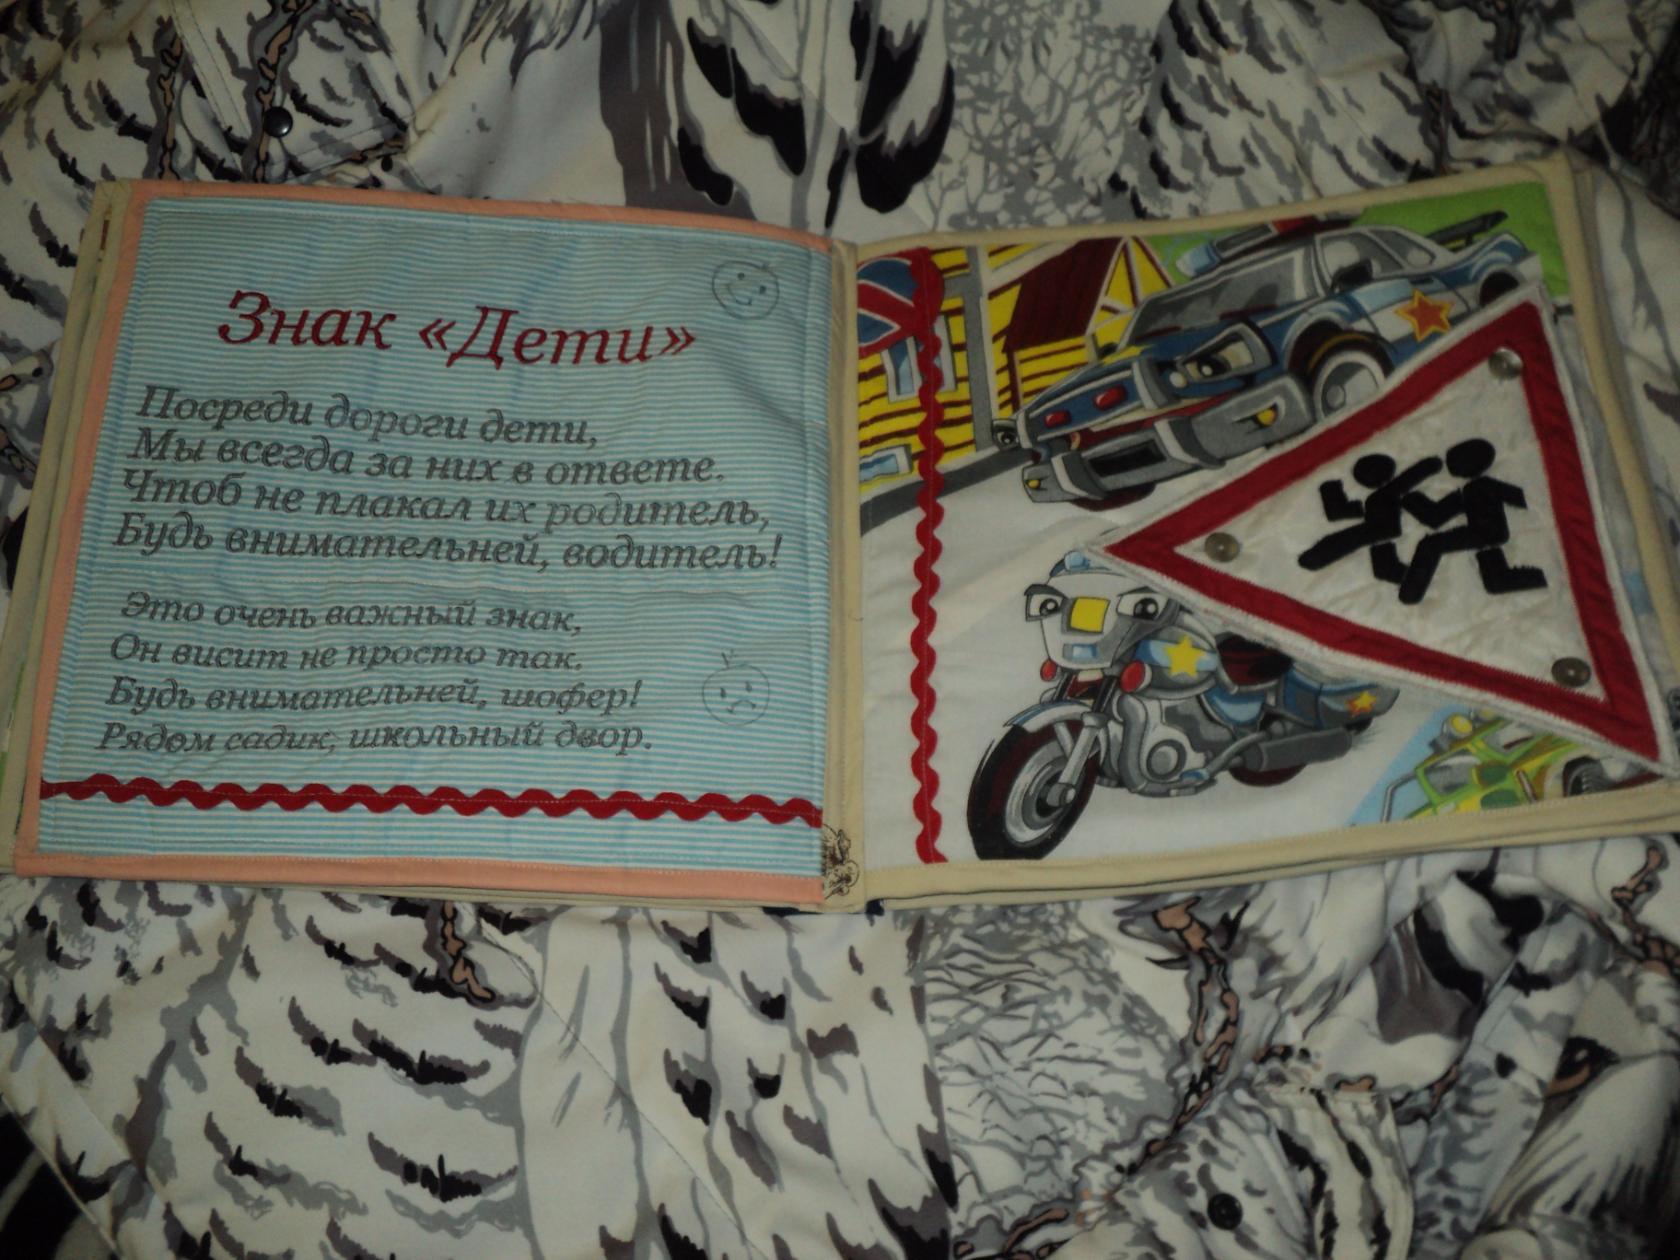 Знак «Дети»
Посреди дороги дети,
Мы всегда за них в ответе.
Чтоб не плакал их родитель,
Будь внимательней, водитель!
Это очень важный знак,
Он висит не просто так.
Будь внимательней, шофер!
Рядом садик, школьный двор.